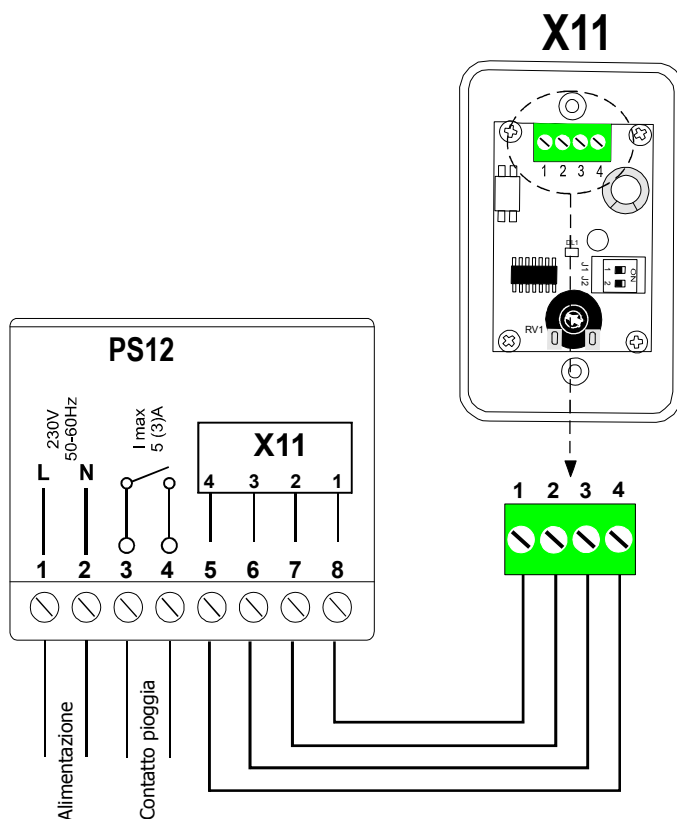 X11
1 2 3 4
DL1
J1 J2
1 2
ON
RV1
PS12
230V
50-60Hz
I max
5 (3)A
L N
X11
4 3 2 1
1 2 3 4 5 6 7 8
1 2 3 4
Alimentazione
Contatto pioggia